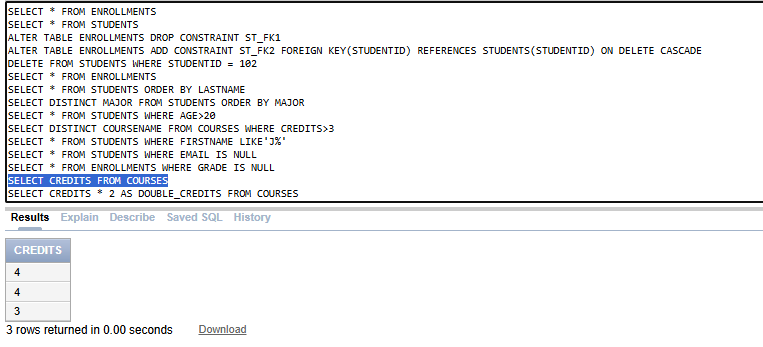 SELECT * FROM ENROLLMENTS
SELECT * FROM STUDENTS
ALTER TABLE ENROLLMENTS DROP CONSTRAINT ST_FK1
ALTER TABLE ENROLLMENTS ADD CONSTRAINT ST_FK2 FOREIGN KEY(STUDENTID) REFERENCES STUDENTS(STUDENTID) ON DELETE CASCADE
DELETE FROM STUDENTS WHERE STUDENTID = 102
SELECT * FROM ENROLLMENTS
SELECT * FROM STUDENTS ORDER BY LASTNAME
SELECT DISTINCT MAJOR FROM STUDENTS ORDER BY MAJOR
SELECT * FROM STUDENTS WHERE AGE>20
SELECT DISTINCT COURSENAME FROM COURSES WHERE CREDITS>3
SELECT * FROM STUDENTS WHERE FIRSTNAME LIKE'J%'
SELECT * FROM STUDENTS WHERE EMAIL IS NULL
SELECT * FROM ENROLLMENTS WHERE GRADE IS NULL
SELECT CREDITS FROM COURSES
SELECT CREDITS * 2 AS DOUBLE_CREDITS FROM COURSES
Results Explain Describe Saved SQL History
CREDITS
4
4
3
3 rows returned in 0.00 seconds Download